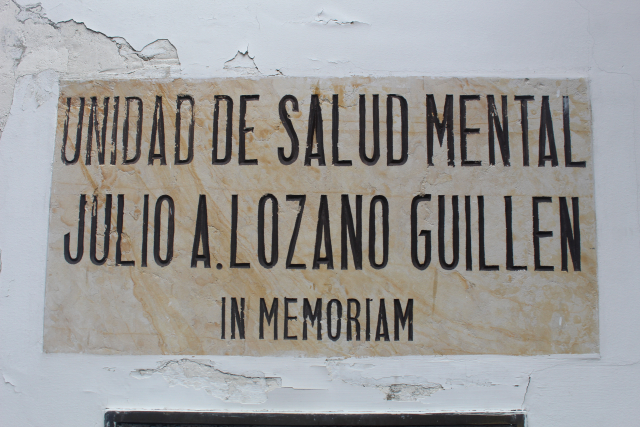 UNIDAD DE SALUD MENTAL
JULIO A. LOZANO GUILLEN
IN MEMORIAM